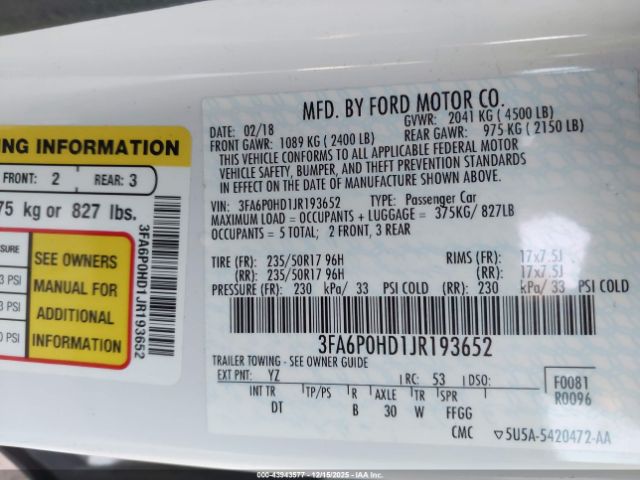 NG INFORMATION
FRONT: 2 REAR: 3
75 kg or 827 lbs.
SURE
3 PSI
3 PSI
0 PSI
SEE OWNERS
MANUAL FOR
ADDITIONAL
INFORMATION
3FA6P0HD1JR193652
MFD. BY FORD MOTOR CO.
DATE: 02/18 GVWR: 2041 KG ( 4500 LB)
FRONT GAWR: 1089 KG ( 2400 LB) REAR GAWR: 975 KG ( 2150 LB)
THIS VEHICLE CONFORMS TO ALL APPLICABLE FEDERAL MOTOR
VEHICLE SAFETY, BUMPER, AND THEFT PREVENTION STANDARDS
IN EFFECT ON THE DATE OF MANUFACTURE SHOWN ABOVE.
VIN: 3FA6P0HD1JR193652 TYPE: Passenger Car
MAXIMUM LOAD = OCCUPANTS + LUGGAGE = 375KG/ 827LB
OCCUPANTS = 5 TOTAL; 2 FRONT, 3 REAR
TIRE (FR): 235/50R17 96H RIMS (FR): 17x7.5J
(RR): 235/50R17 96H (RR): 17x7.5J
PRESSURE (FR): 230 kPa/ 33 PSI COLD (RR): 230 kPa/ 33 PSI COLD
3FA6P0HD1JR193652
TRAILER TOWING - SEE OWNER GUIDE
EXT PNT: YZ RC: 53 DSO:
INT TR TP/PS R AXLE TR SPR
DT B 30 W FFGG
F0081
R0096
CMC ▽5U5A-5420472-AA
000-43943577 - 12/15/2025 - COPYRIGHT IAA, LLC